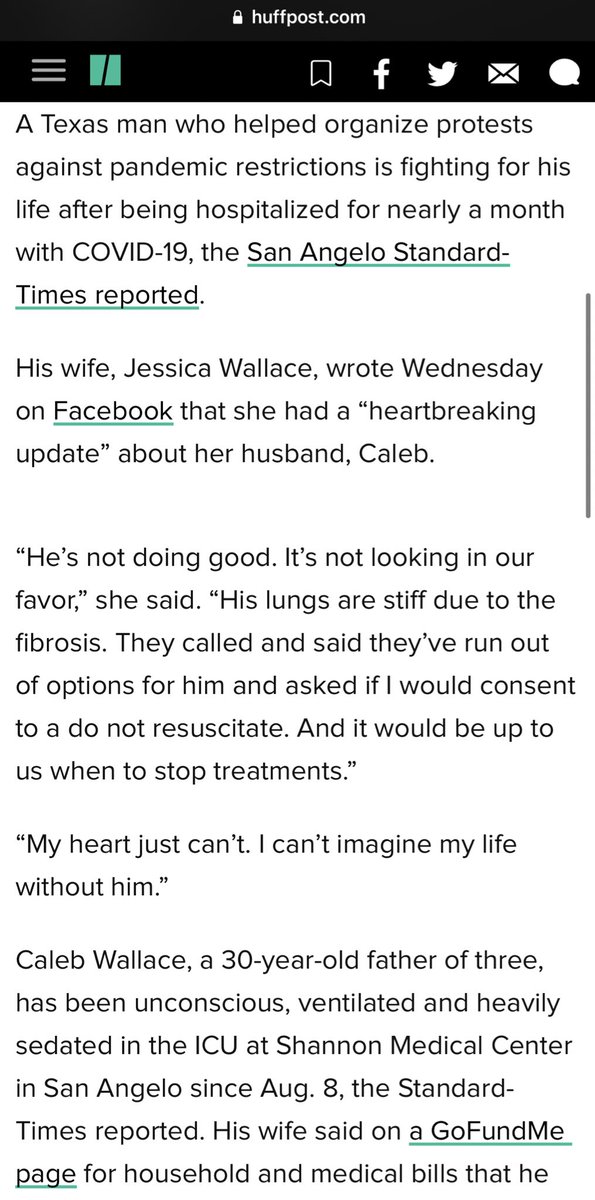 huffpost.com
A Texas man who helped organize protests
against pandemic restrictions is fighting for his
life after being hospitalized for nearly a month
with COVID-19, the San Angelo Standard-
Times reported.
His wife, Jessica Wallace, wrote Wednesday
on Facebook that she had a “heartbreaking
update” about her husband, Caleb.
“He’s not doing good. It’s not looking in our
favor,” she said. “His lungs are stiff due to the
fibrosis. They called and said they’ve run out
of options for him and asked if I would consent
to a do not resuscitate. And it would be up to
us when to stop treatments.”
“My heart just can’t. I can’t imagine my life
without him.”
Caleb Wallace, a 30-year-old father of three,
has been unconscious, ventilated and heavily
sedated in the ICU at Shannon Medical Center
in San Angelo since Aug. 8, the Standard-
Times reported. His wife said on a GoFundMe
page for household and medical bills that he